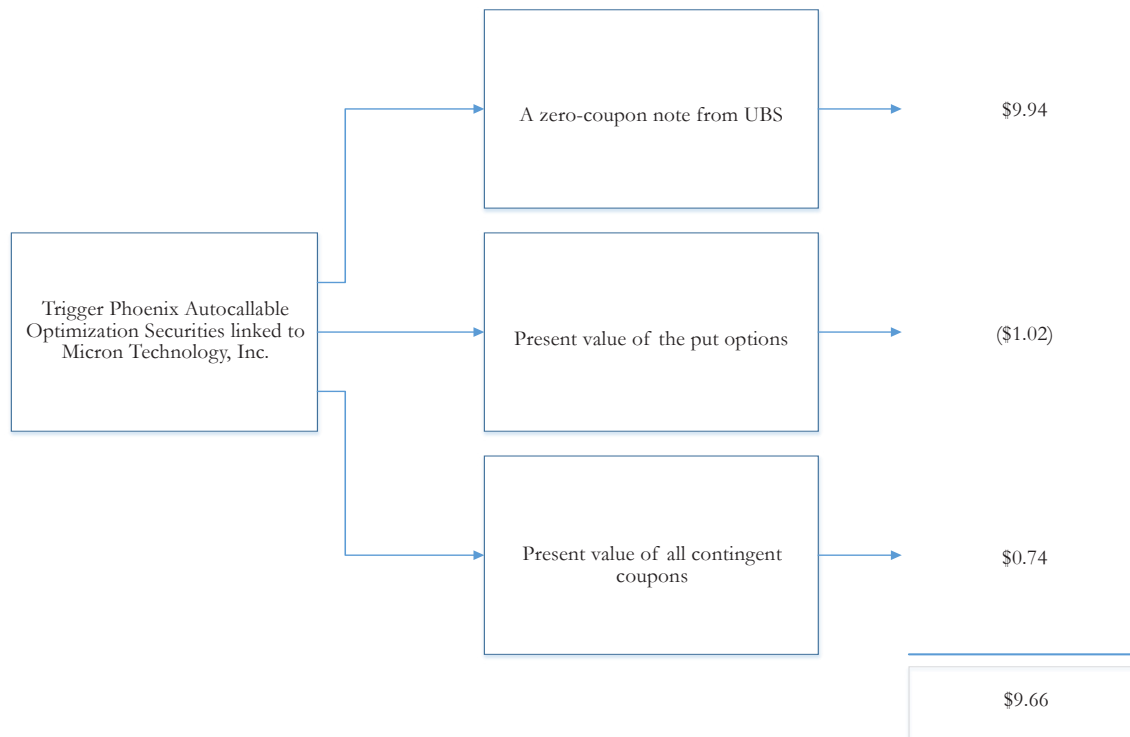 A zero-coupon note from UBS
$9.94
Trigger Phoenix Autocallable
Optimization Securities linked to
Micron Technology, Inc.
Present value of the put options
($1.02)
Present value of all contingent
coupons
$0.74
$9.66